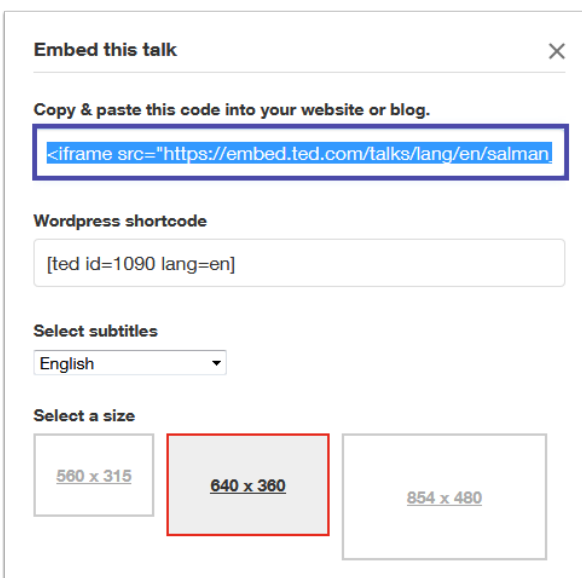 Embed this talk
Copy & paste this code into your website or blog.
<iframe src="https://embed.ted.com/talks/lang/en/salman_
Wordpress shortcode
[ted id=1090 lang=en]
Select subtitles
English
Select a size
560 x 315
640 x 360
854 x 480